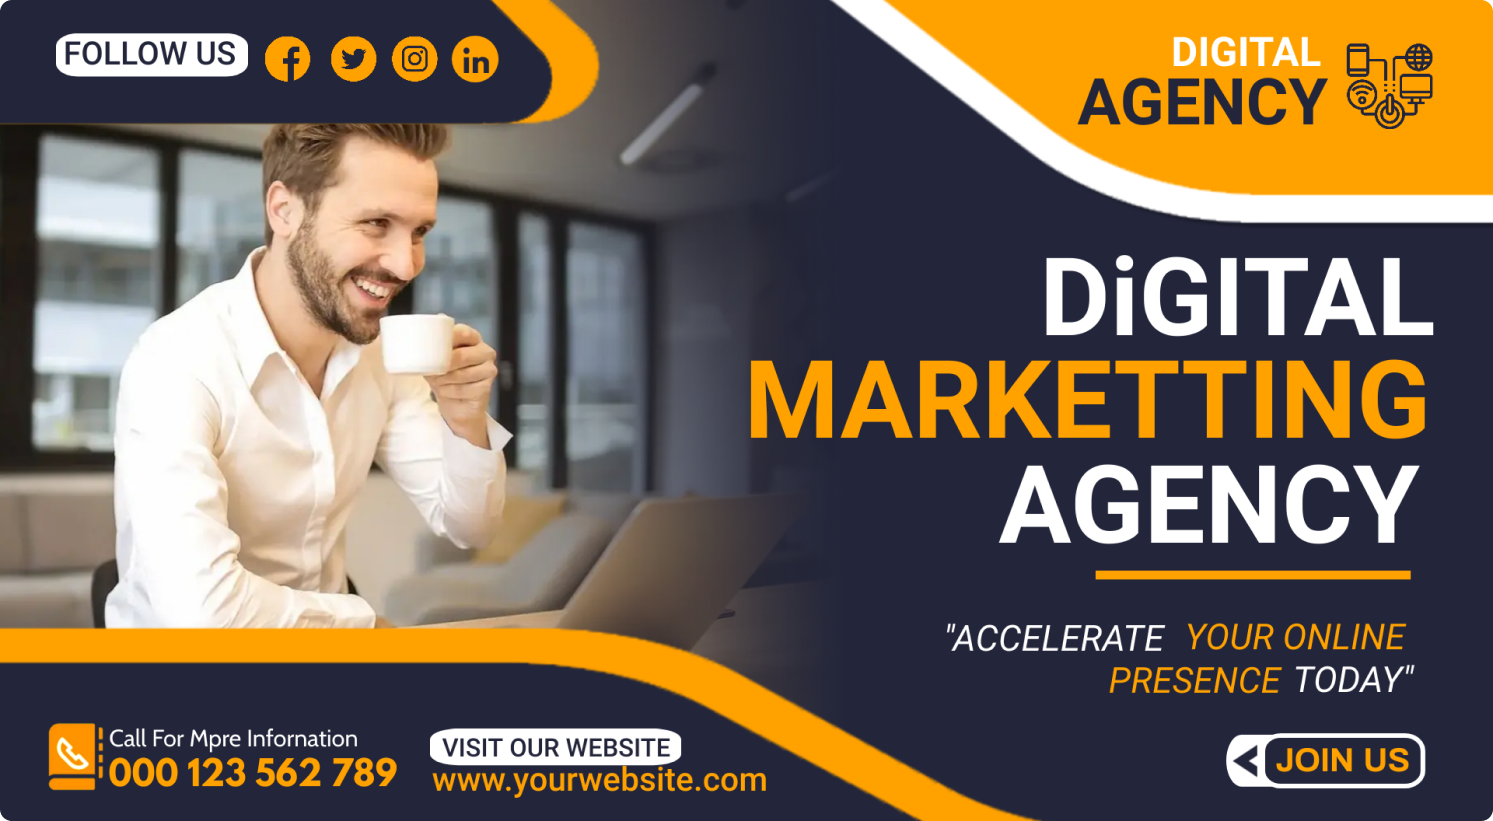 FOLLOW US
DIGITAL
AGENCY
DiGITAL
MARKETTING
AGENCY
"ACCELERATE YOUR ONLINE
PRESENCE TODAY"
Call For Mpre Infornation
000 123 562 789
VISIT OUR WEBSITE
www.yourwebsite.com
JOIN US